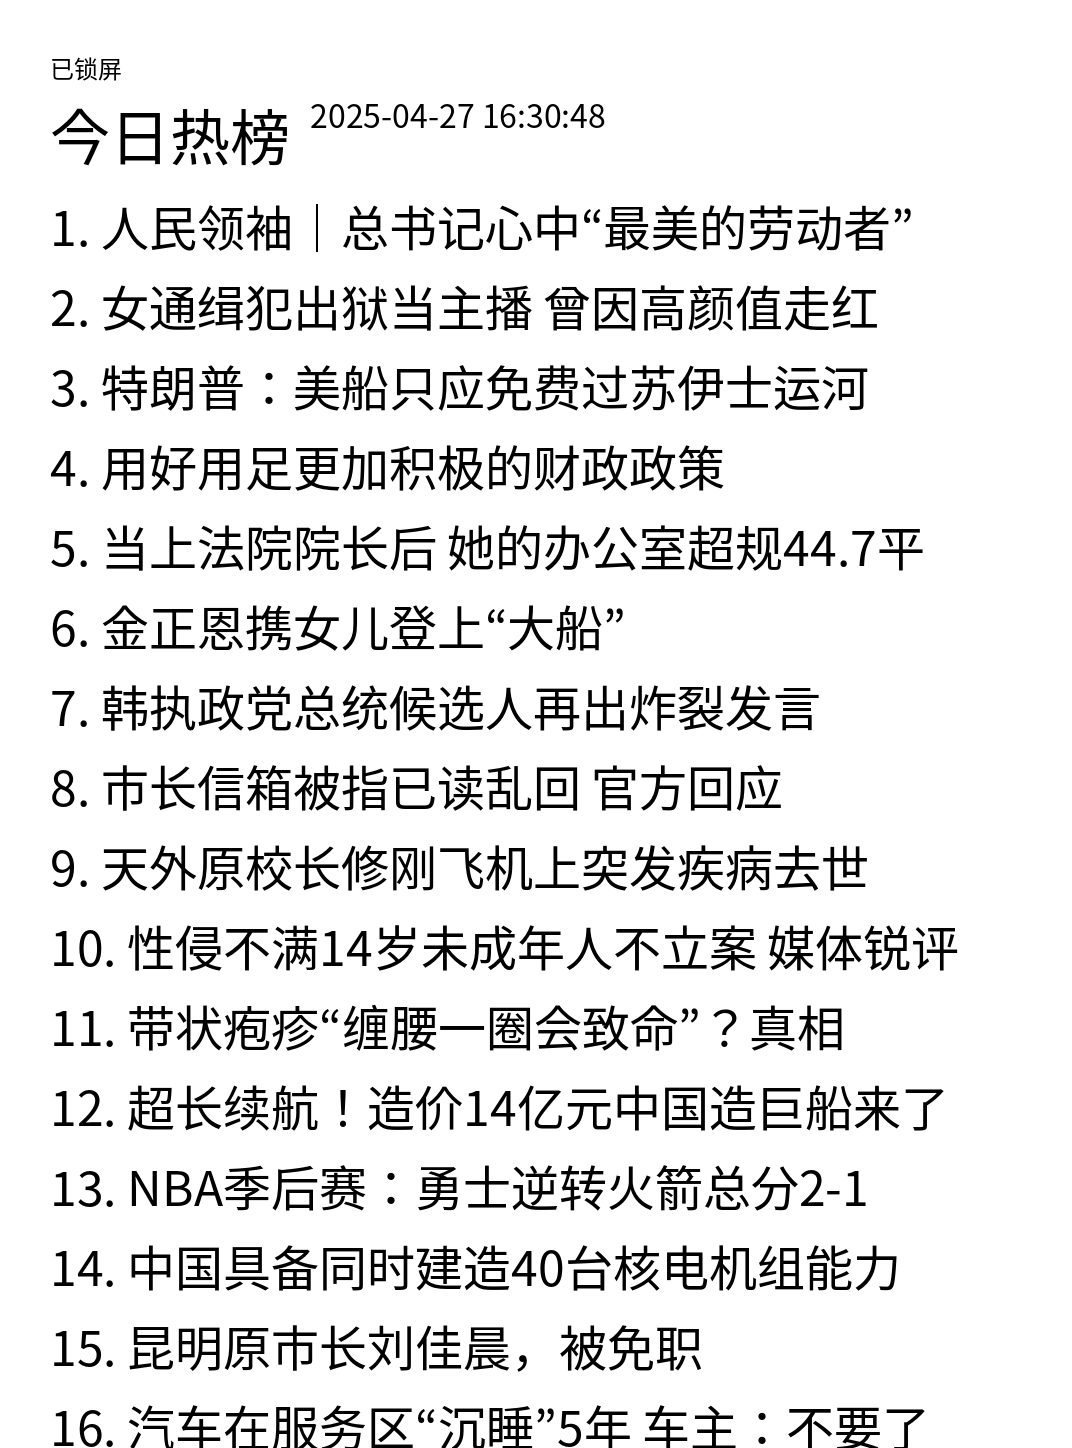 已锁屏
今日热榜 2025-04-27 16:30:48
1. 人民领袖｜总书记心中“最美的劳动者”
2. 女通缉犯出狱当主播 曾因高颜值走红
3. 特朗普：美船只应免费过苏伊士运河
4. 用好用足更加积极的财政政策
5. 当上法院院长后 她的办公室超规44.7平
6. 金正恩携女儿登上“大船”
7. 韩执政党总统候选人再出炸裂发言
8. 市长信箱被指已读乱回 官方回应
9. 天外原校长修刚飞机上突发疾病去世
10. 性侵不满14岁未成年人不立案 媒体锐评
11. 带状疱疹“缠腰一圈会致命”？真相
12. 超长续航！造价14亿元中国造巨船来了
13. NBA季后赛：勇士逆转火箭总分2-1
14. 中国具备同时建造40台核电机组能力
15. 昆明原市长刘佳晨，被免职
16. 汽车在服务区“沉睡”5年 车主：不要了